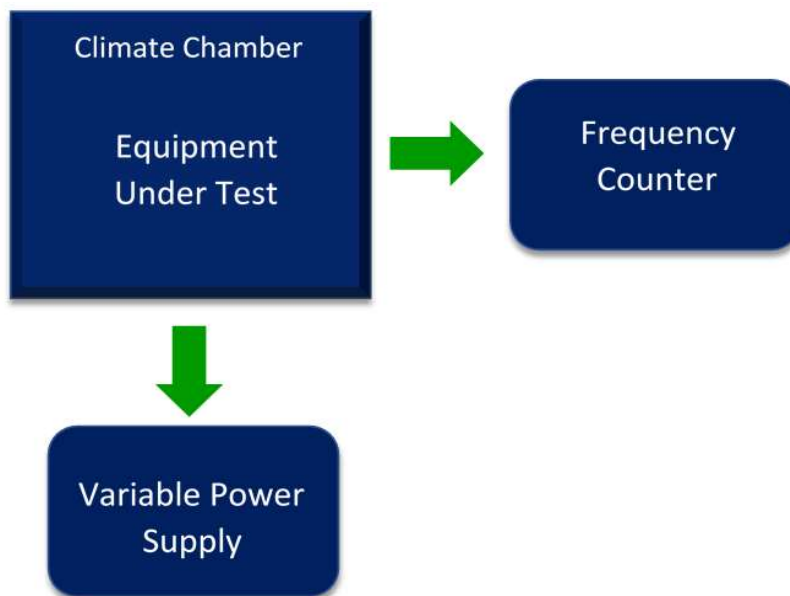 Climate Chamber
Equipment
Under Test
Frequency
Counter
Variable Power
Supply